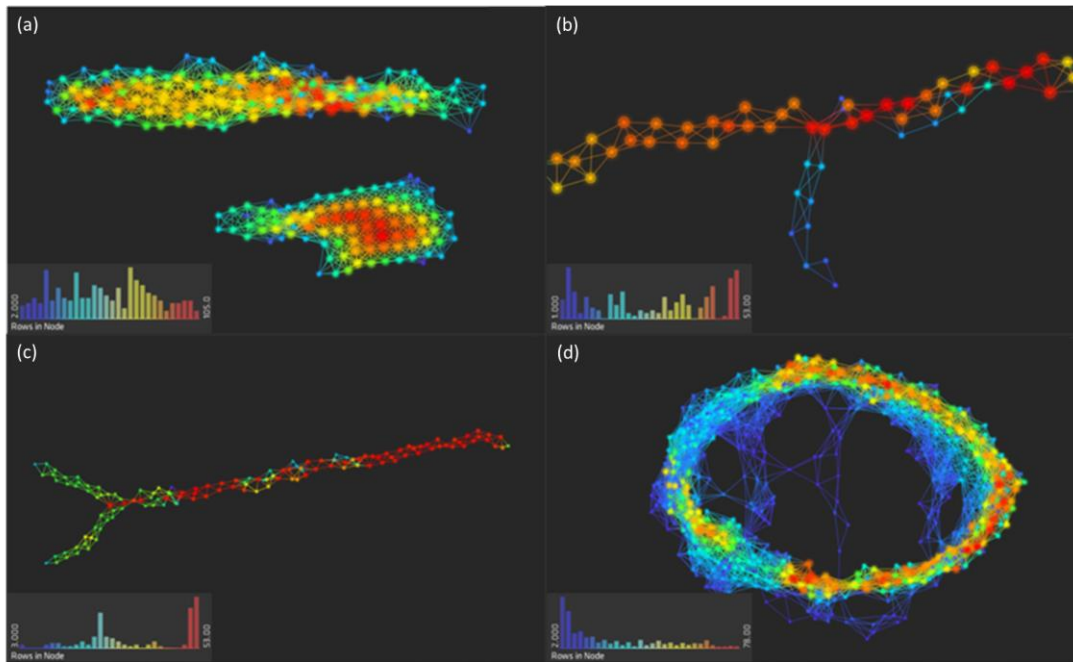 (a)
2.000
105.0
Rows in Node
(b)
1.000
53.00
Rows in Node
(c)
3.000
53.00
Rows in Node
(d)
2.000
78.00
Rows in Node